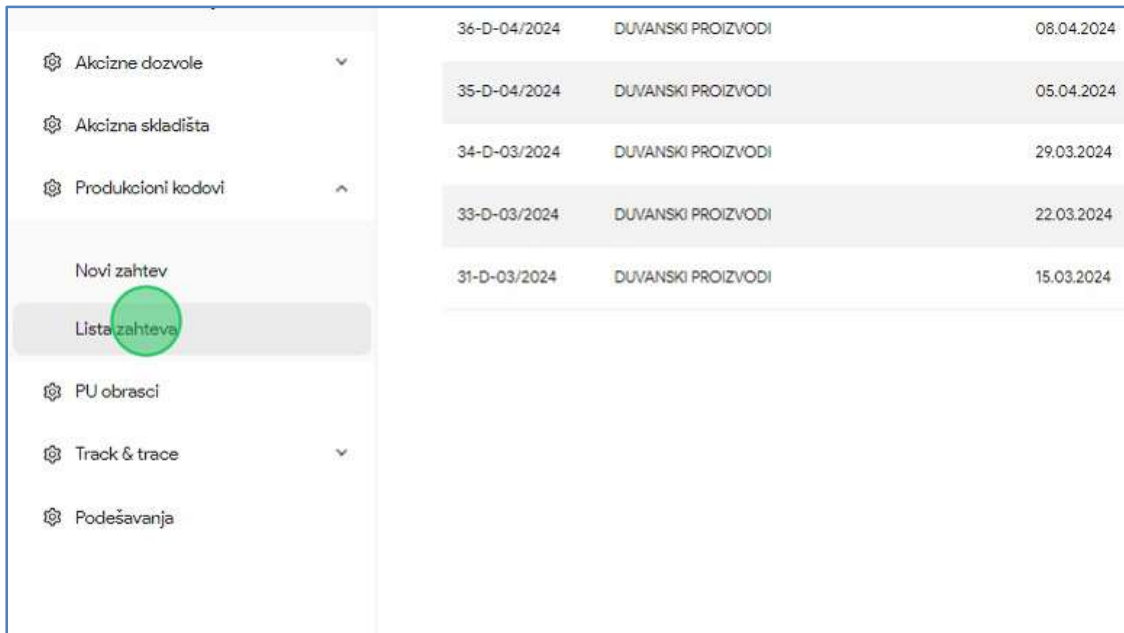 Akcizne dozvole
Akcizna skladišta
Produkcioni kodovi
Novi zahtev
Lista zahteva
PU obrasci
Track & trace
Podešavanja
36-D-04/2024 DUVANSKI PROIZVODI 08.04.2024
35-D-04/2024 DUVANSKI PROIZVODI 05.04.2024
34-D-03/2024 DUVANSKI PROIZVODI 29.03.2024
33-D-03/2024 DUVANSKI PROIZVODI 22.03.2024
31-D-03/2024 DUVANSKI PROIZVODI 15.03.2024